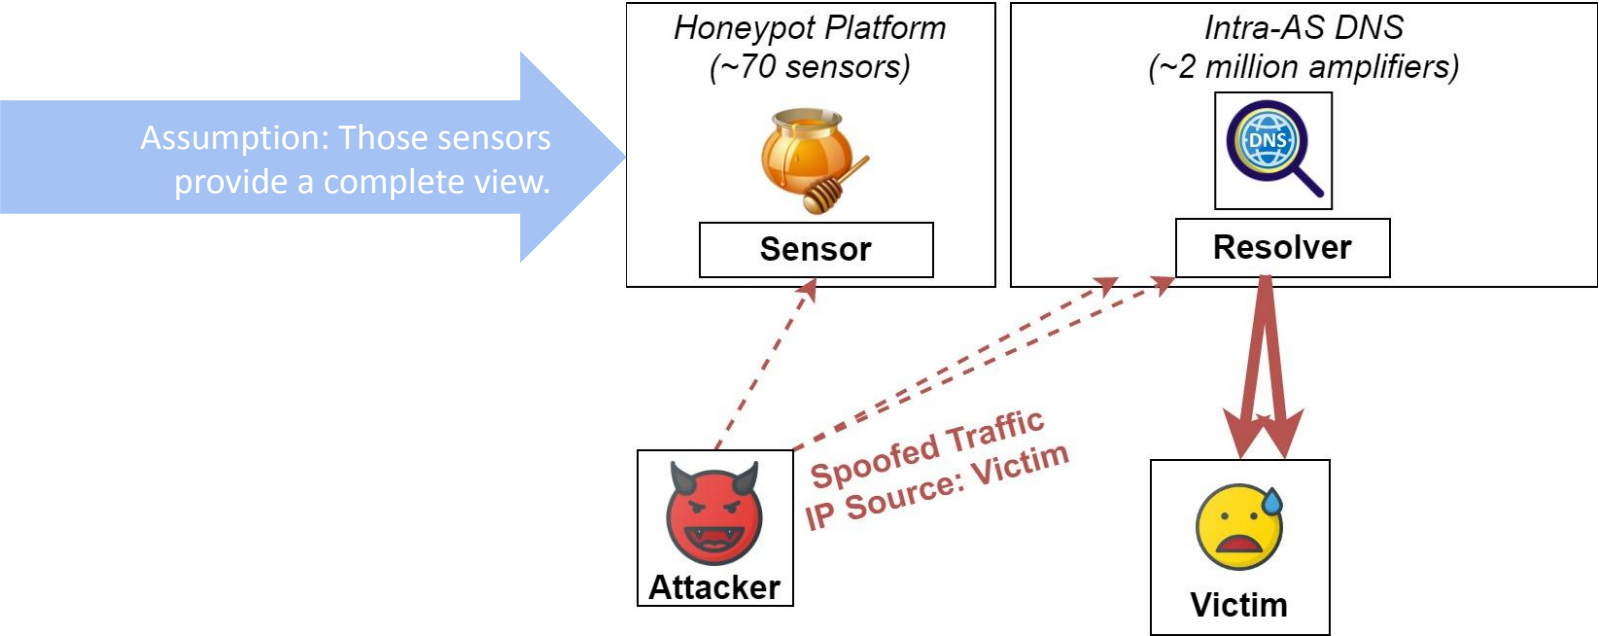 Honeypot Platform
(~70 sensors)
Intra-AS DNS
(~2 million amplifiers)
Assumption: Those sensors
provide a complete view.
DNS
Sensor
Resolver
Spoofed Traffic
IP Source: Victim
Attacker
Victim